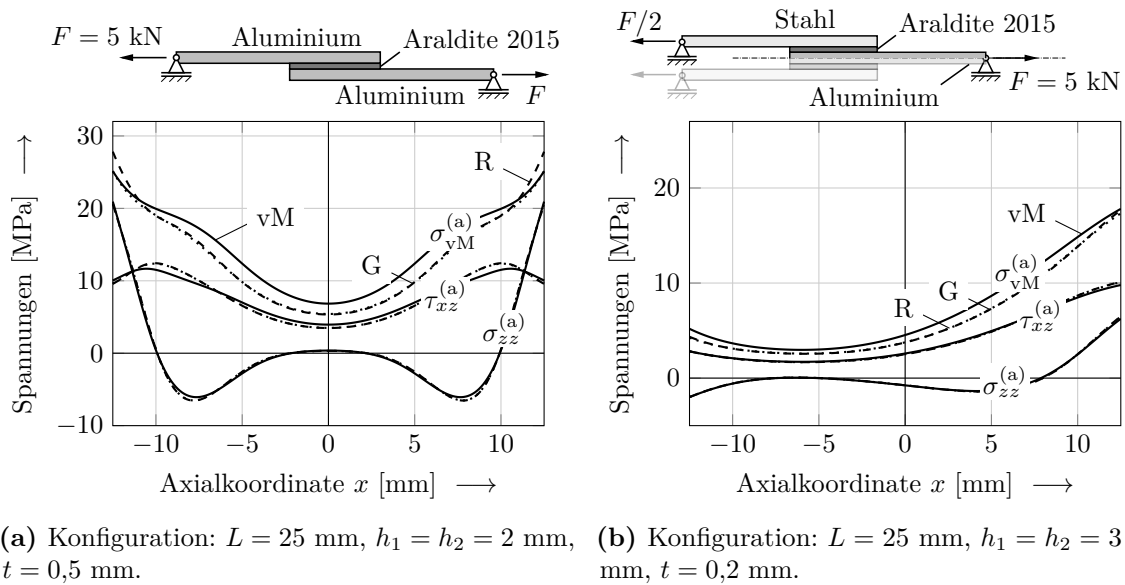 F = 5 kN
Aluminium
Araldite 2015
Aluminium
F
30
20
10
0
−10
−10
−5
0
5
10
Spannungen [MPa] ⟶
Axialkoordinate x [mm] ⟶
vM
R
G
σ_vM^(a)
τ_xz^(a)
σ_zz^(a)
(a) Konfiguration: L = 25 mm, h₁ = h₂ = 2 mm,
t = 0,5 mm.
F/2
Stahl
Araldite 2015
Aluminium
F = 5 kN
20
10
0
−10
−5
0
5
10
Spannungen [MPa] ⟶
Axialkoordinate x [mm] ⟶
vM
G
R
σ_vM^(a)
τ_xz^(a)
σ_zz^(a)
(b) Konfiguration: L = 25 mm, h₁ = h₂ = 3
mm, t = 0,2 mm.